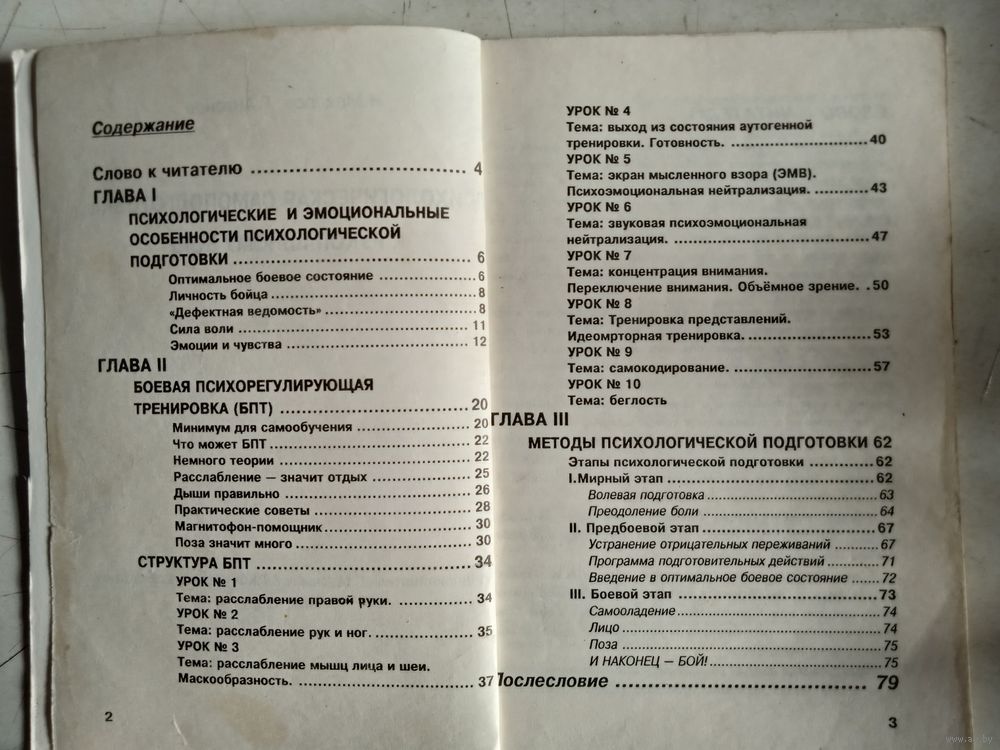 Содержание
Слово к читателю ........................................ 4
ГЛАВА I
ПСИХОЛОГИЧЕСКИЕ И ЭМОЦИОНАЛЬНЫЕ
ОСОБЕННОСТИ ПСИХОЛОГИЧЕСКОЙ
ПОДГОТОВКИ ........................................ 6
Оптимальное боевое состояние .................... 6
Личность бойца ........................................ 8
«Дефектная ведомость» .............................. 8
Сила воли ........................................ 11
Эмоции и чувства .............................. 12
ГЛАВА II
БОЕВАЯ ПСИХОРЕГУЛИРУЮЩАЯ
ТРЕНИРОВКА (БПТ) .............................. 20
Минимум для самообучения .................... 20
Что может БПТ .............................. 22
Немного теории .............................. 22
Расслабление — значит отдых .................... 25
Дыши правильно .............................. 26
Практические советы .............................. 28
Магнитофон-помощник .............................. 30
Поза значит много .............................. 30
СТРУКТУРА БПТ .............................. 34
УРОК № 1
Тема: расслабление правой руки. ............... 34
УРОК № 2
Тема: расслабление рук и ног. .................... 35
УРОК № 3
Тема: расслабление мышц лица и шеи.
Маскообразность. .............................. 37
2
УРОК № 4
Тема: выход из состояния аутогенной
тренировки. Готовность. .................... 40
УРОК № 5
Тема: экран мысленного взора (ЭМВ).
Психоэмоциональная нейтрализация. .......... 43
УРОК № 6
Тема: звуковая психоэмоциональная
нейтрализация. .............................. 47
УРОК № 7
Тема: концентрация внимания.
Переключение внимания. Объёмное зрение. . 50
УРОК № 8
Тема: Тренировка представлений.
Идеомрторная тренировка. .................... 53
УРОК № 9
Тема: самокодирование. .................... 57
УРОК № 10
Тема: беглость
ГЛАВА III
МЕТОДЫ ПСИХОЛОГИЧЕСКОЙ ПОДГОТОВКИ 62
Этапы психологической подготовки ............ 62
I.Мирный этап .............................. 62
Волевая подготовка .............................. 63
Преодоление боли .............................. 64
II. Предбоевой этап .............................. 67
Устранение отрицательных переживаний .......... 67
Программа подготовительных действий .......... 71
Введение в оптимальное боевое состояние ...... 72
III. Боевой этап .............................. 73
Самооладение .............................. 74
Лицо ........................................ 74
Поза ........................................ 75
И НАКОНЕЦ — БОЙ! .............................. 75
Послесловие .............................. 79
3